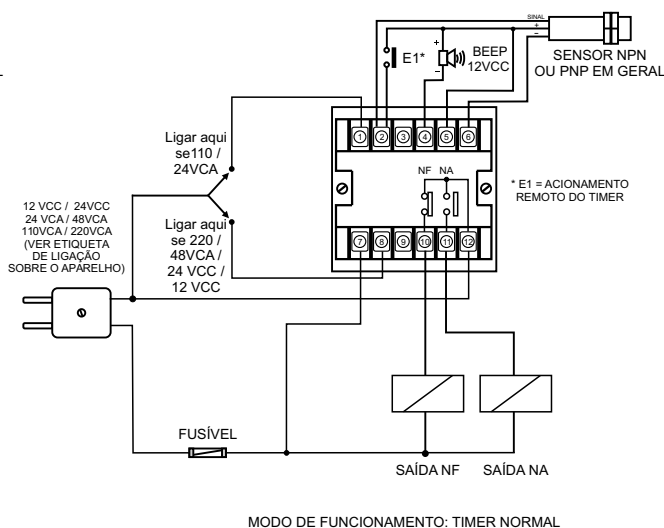 SINAL
+
−
SENSOR NPN
OU PNP EM GERAL
E1*
+
−
BEEP
12VCC
Ligar aqui
se110 /
24VCA
1 2 3 4 5 6
NF NA
* E1 = ACIONAMENTO
REMOTO DO TIMER
12 VCC / 24VCC
24 VCA / 48VCA
110VCA / 220VCA
(VER ETIQUETA
DE LIGAÇÃO
SOBRE O APARELHO)
Ligar aqui
se 220 /
48VCA /
24 VCC /
12 VCC
7 8 9 10 11 12
FUSÍVEL
SAÍDA NF
SAÍDA NA
MODO DE FUNCIONAMENTO: TIMER NORMAL